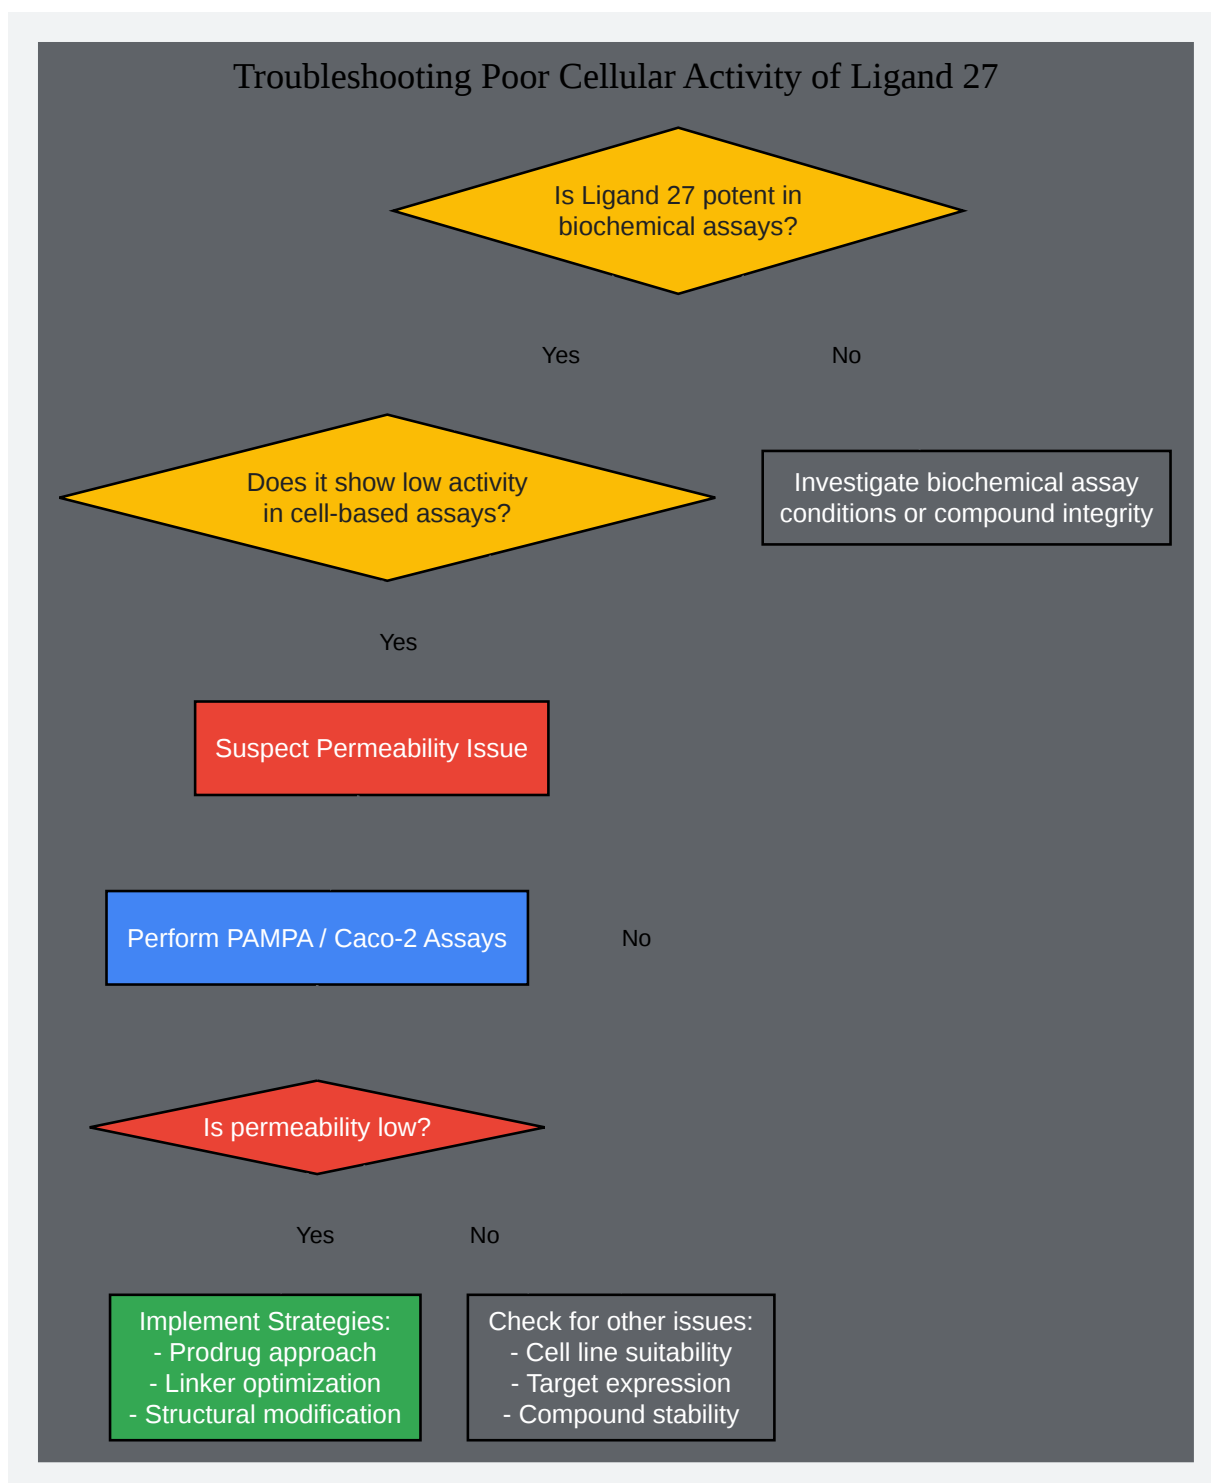 Troubleshooting Poor Cellular Activity of Ligand 27
Is Ligand 27 potent in
biochemical assays?
Yes
No
Does it show low activity
in cell-based assays?
Investigate biochemical assay
conditions or compound integrity
Yes
Suspect Permeability Issue
Perform PAMPA / Caco-2 Assays
No
Is permeability low?
Yes
No
Implement Strategies:
- Prodrug approach
- Linker optimization
- Structural modification
Check for other issues:
- Cell line suitability
- Target expression
- Compound stability